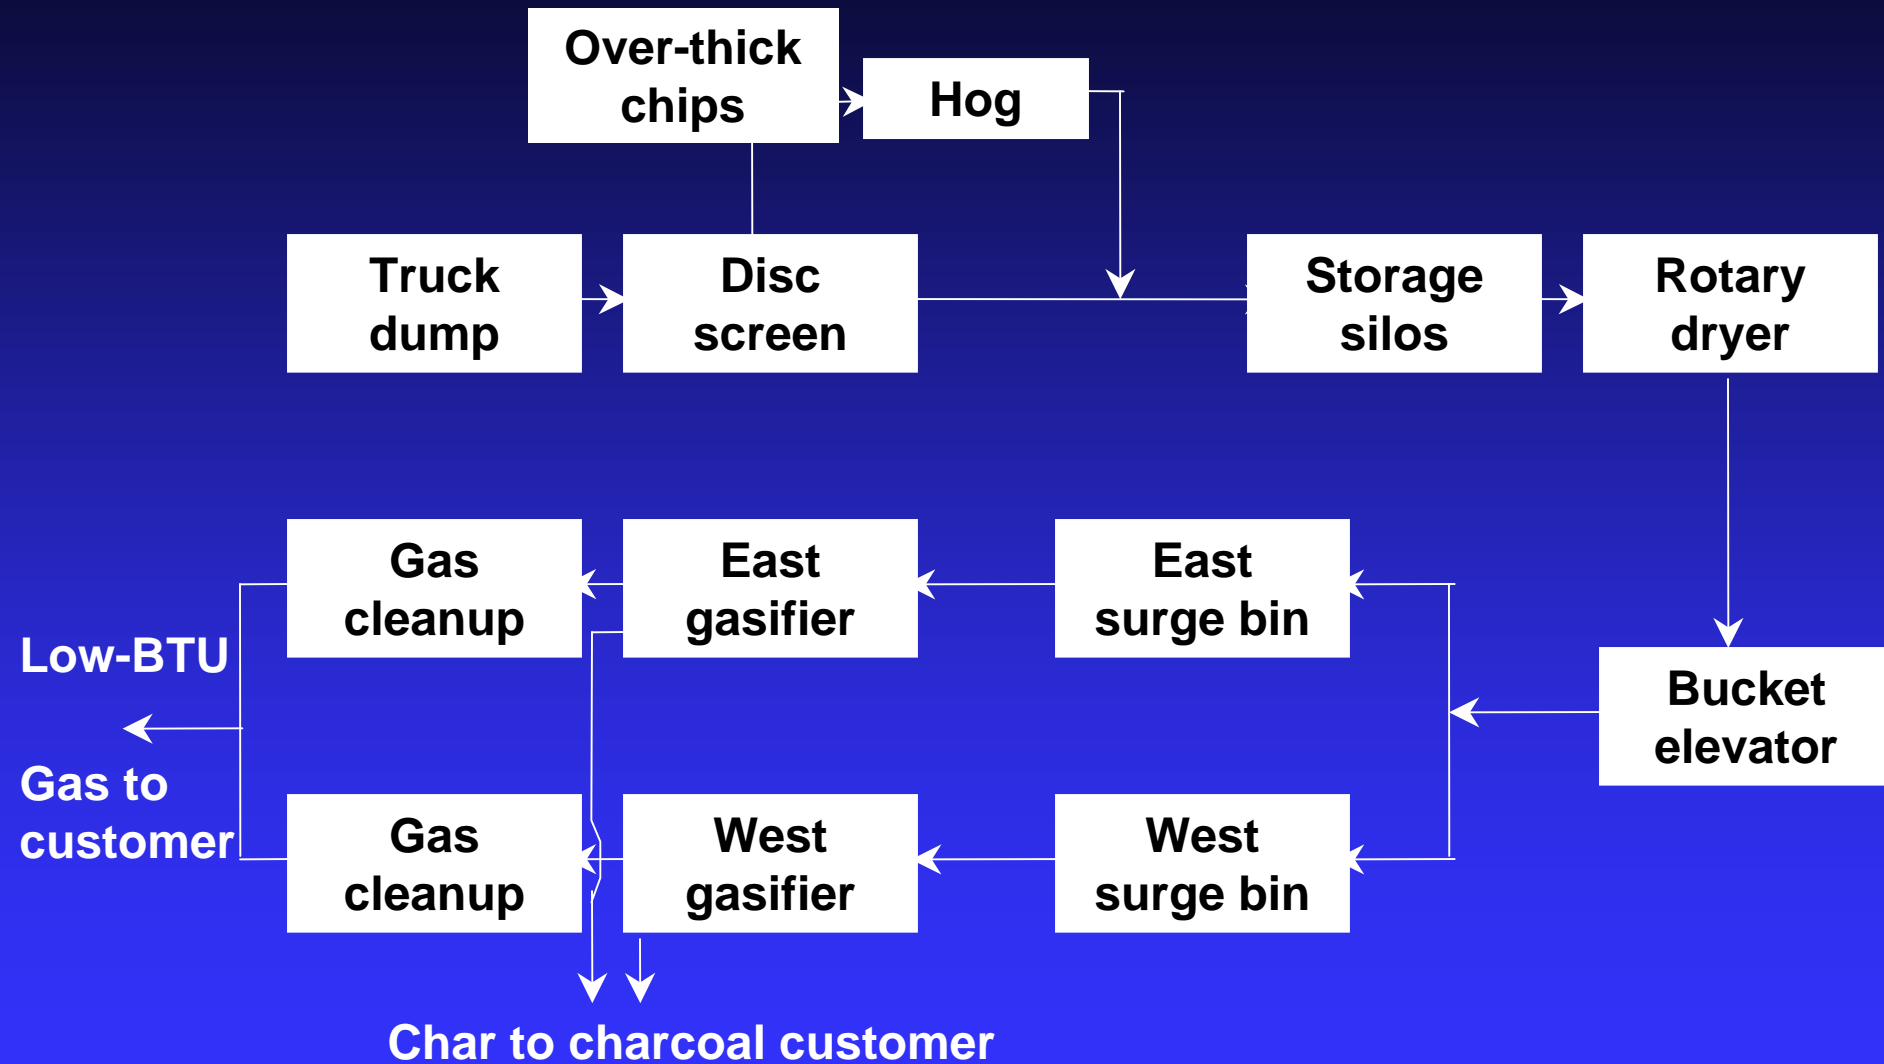 Over-thick
chips
Hog
Truck
dump
Disc
screen
Storage
silos
Rotary
dryer
Gas
cleanup
East
gasifier
East
surge bin
Low-BTU
Gas to
customer
Bucket
elevator
Gas
cleanup
West
gasifier
West
surge bin
Char to charcoal customer